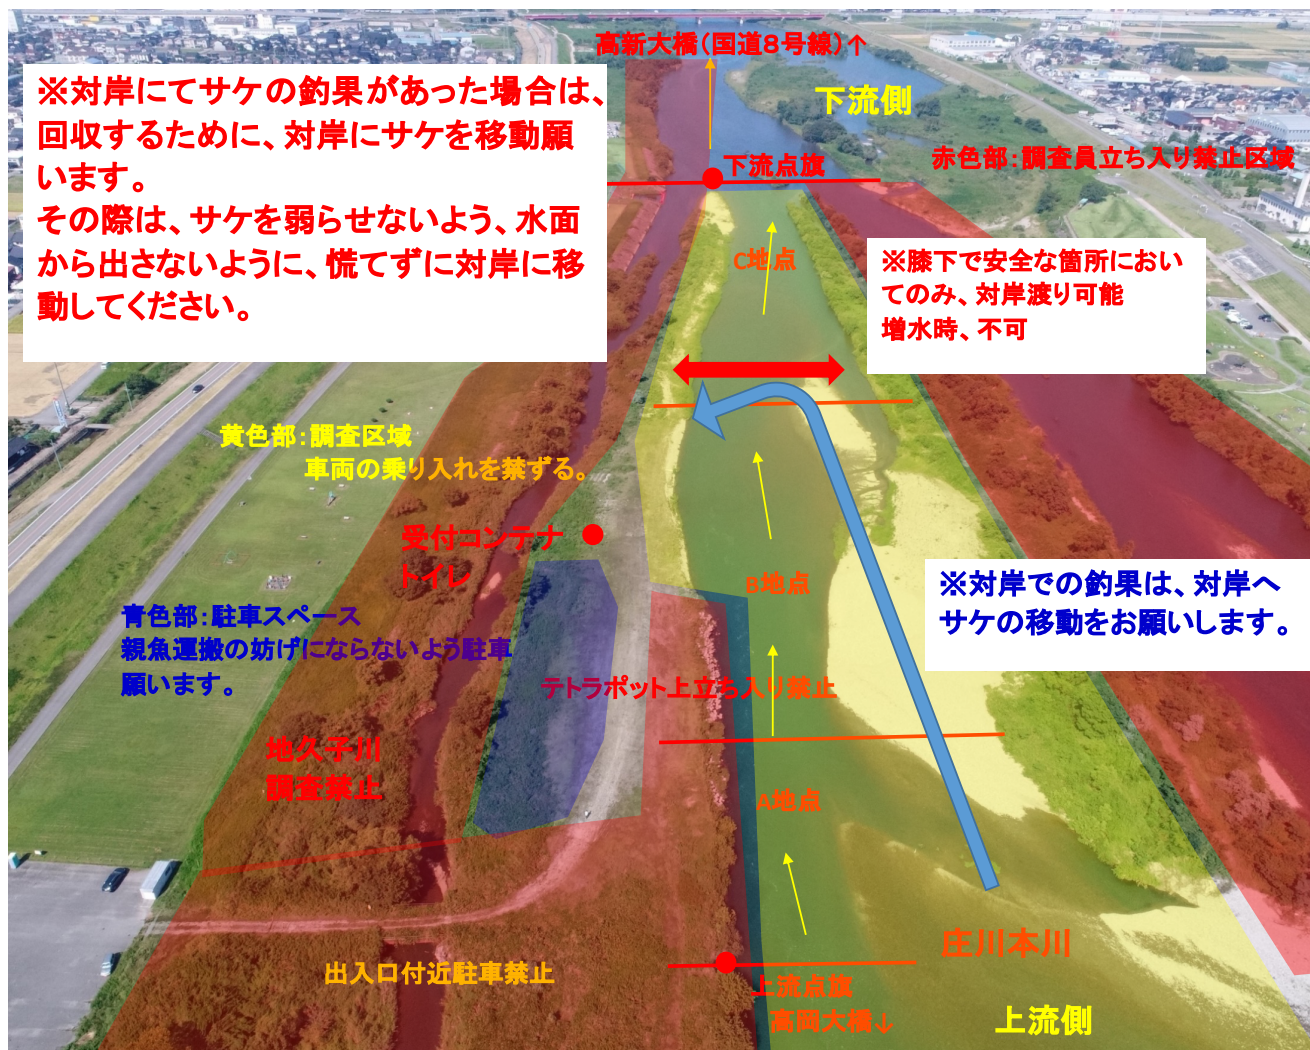 高新大橋(国道8号線)↑
※対岸にてサケの釣果があった場合は、
回収するために、対岸にサケを移動願
います。
その際は、サケを弱らせないよう、水面
から出さないように、慌てずに対岸に移
動してください。
下流側
赤色部：調査員立ち入り禁止区域
下流点旗
C地点
※膝下で安全な箇所におい
てのみ、対岸渡り可能
増水時、不可
黄色部：調査区域
車両の乗り入れを禁ずる。
受付コンテナ
トイレ
B地点
※対岸での釣果は、対岸へ
サケの移動をお願いします。
青色部：駐車スペース
親魚運搬の妨げにならないよう駐車
願います。
テトラポット上立ち入り禁止
地久子川
調査禁止
A地点
庄川本川
出入口付近駐車禁止
上流点旗
高岡大橋↓
上流側